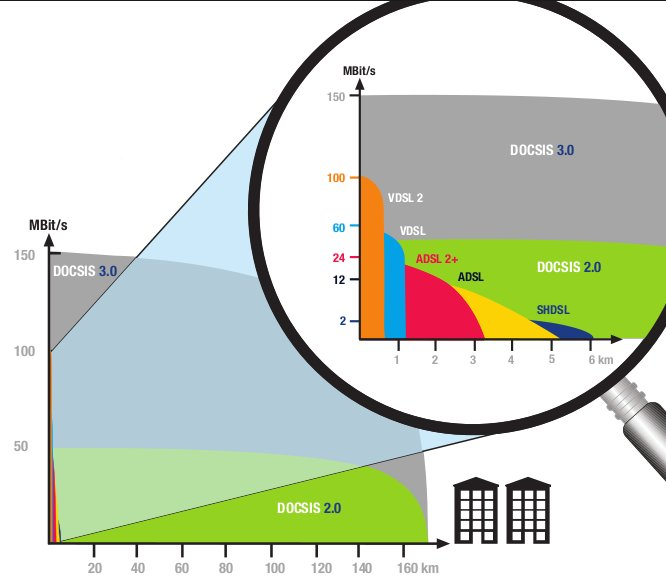 MBit/s
150
DOCSIS 3.0
100
VDSL 2
60
VDSL
24
ADSL 2+
DOCSIS 2.0
12
ADSL
SHDSL
2
1 2 3 4 5 6 km
MBit/s
150
DOCSIS 3.0
100
50
DOCSIS 2.0
20 40 60 80 100 120 140 160 km